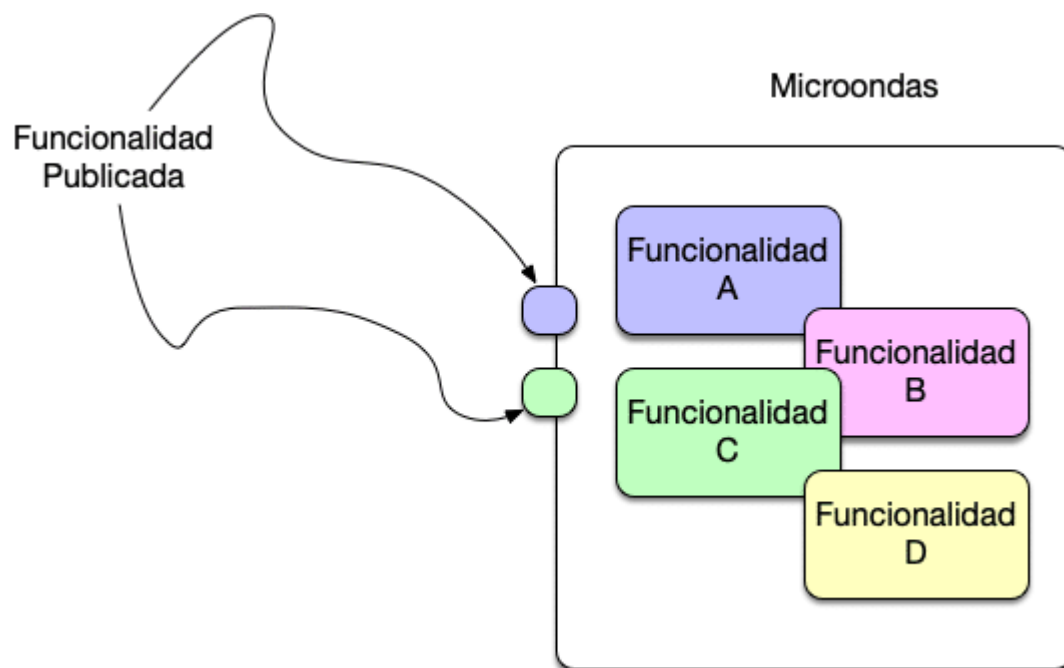 Microondas
Funcionalidad
Publicada
Funcionalidad
A
Funcionalidad
B
Funcionalidad
C
Funcionalidad
D